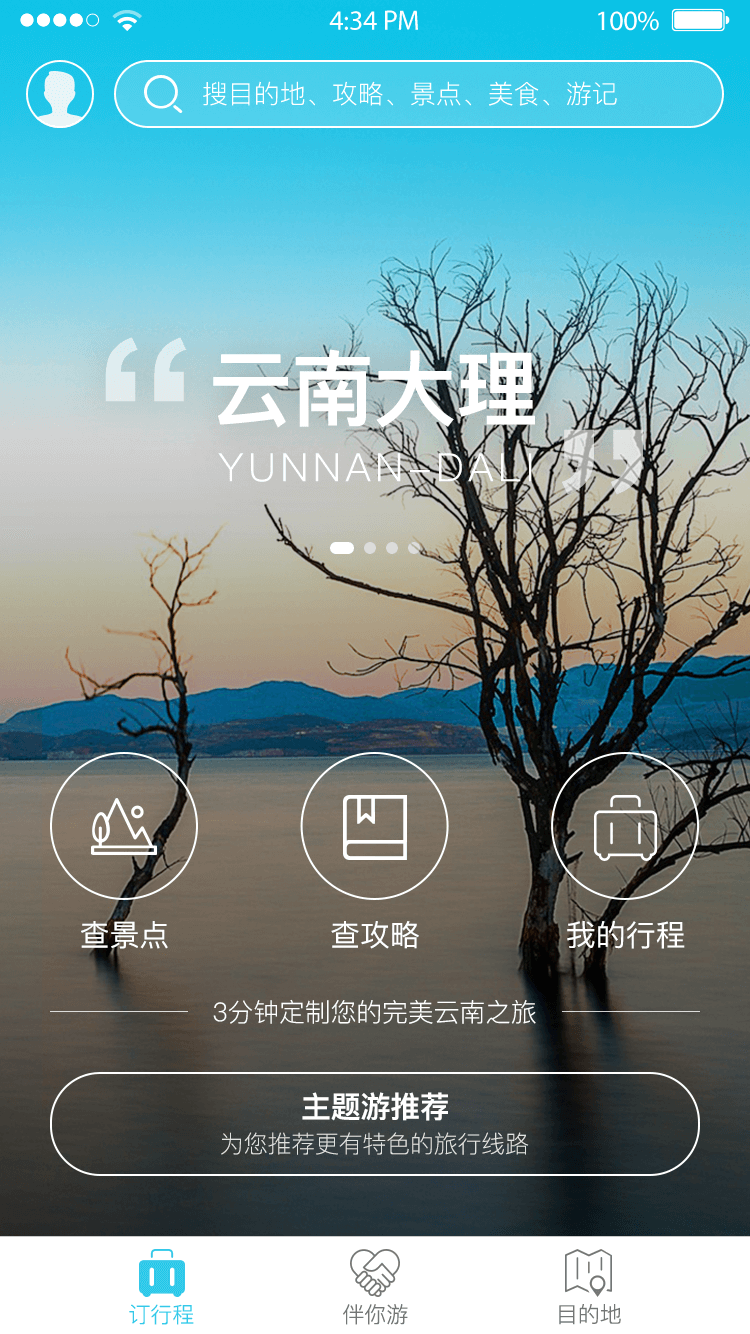 4:34 PM
100%
搜目的地、攻略、景点、美食、游记
“云南大理
YUNNAN–DALI”
查景点
查攻略
我的行程
3分钟定制您的完美云南之旅
主题游推荐
为您推荐更有特色的旅行线路
订行程
伴你游
目的地